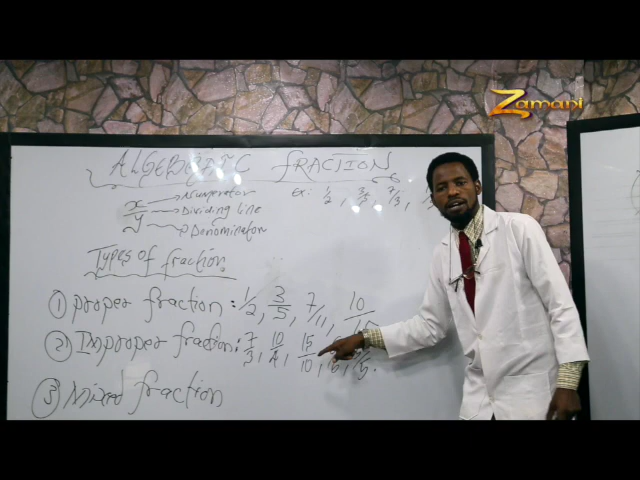 Zamani
ALGEBRAIC FRACTION
x → Numerator Ex: 1/2, 3/5, 7/3,
y → Dividing line
Denominator
Types of fraction
① proper fraction: 1/2, 3/5, 7/11, 10/
② Improper fraction: 7/3, 10/4, 15/10,
③ Mixed fraction